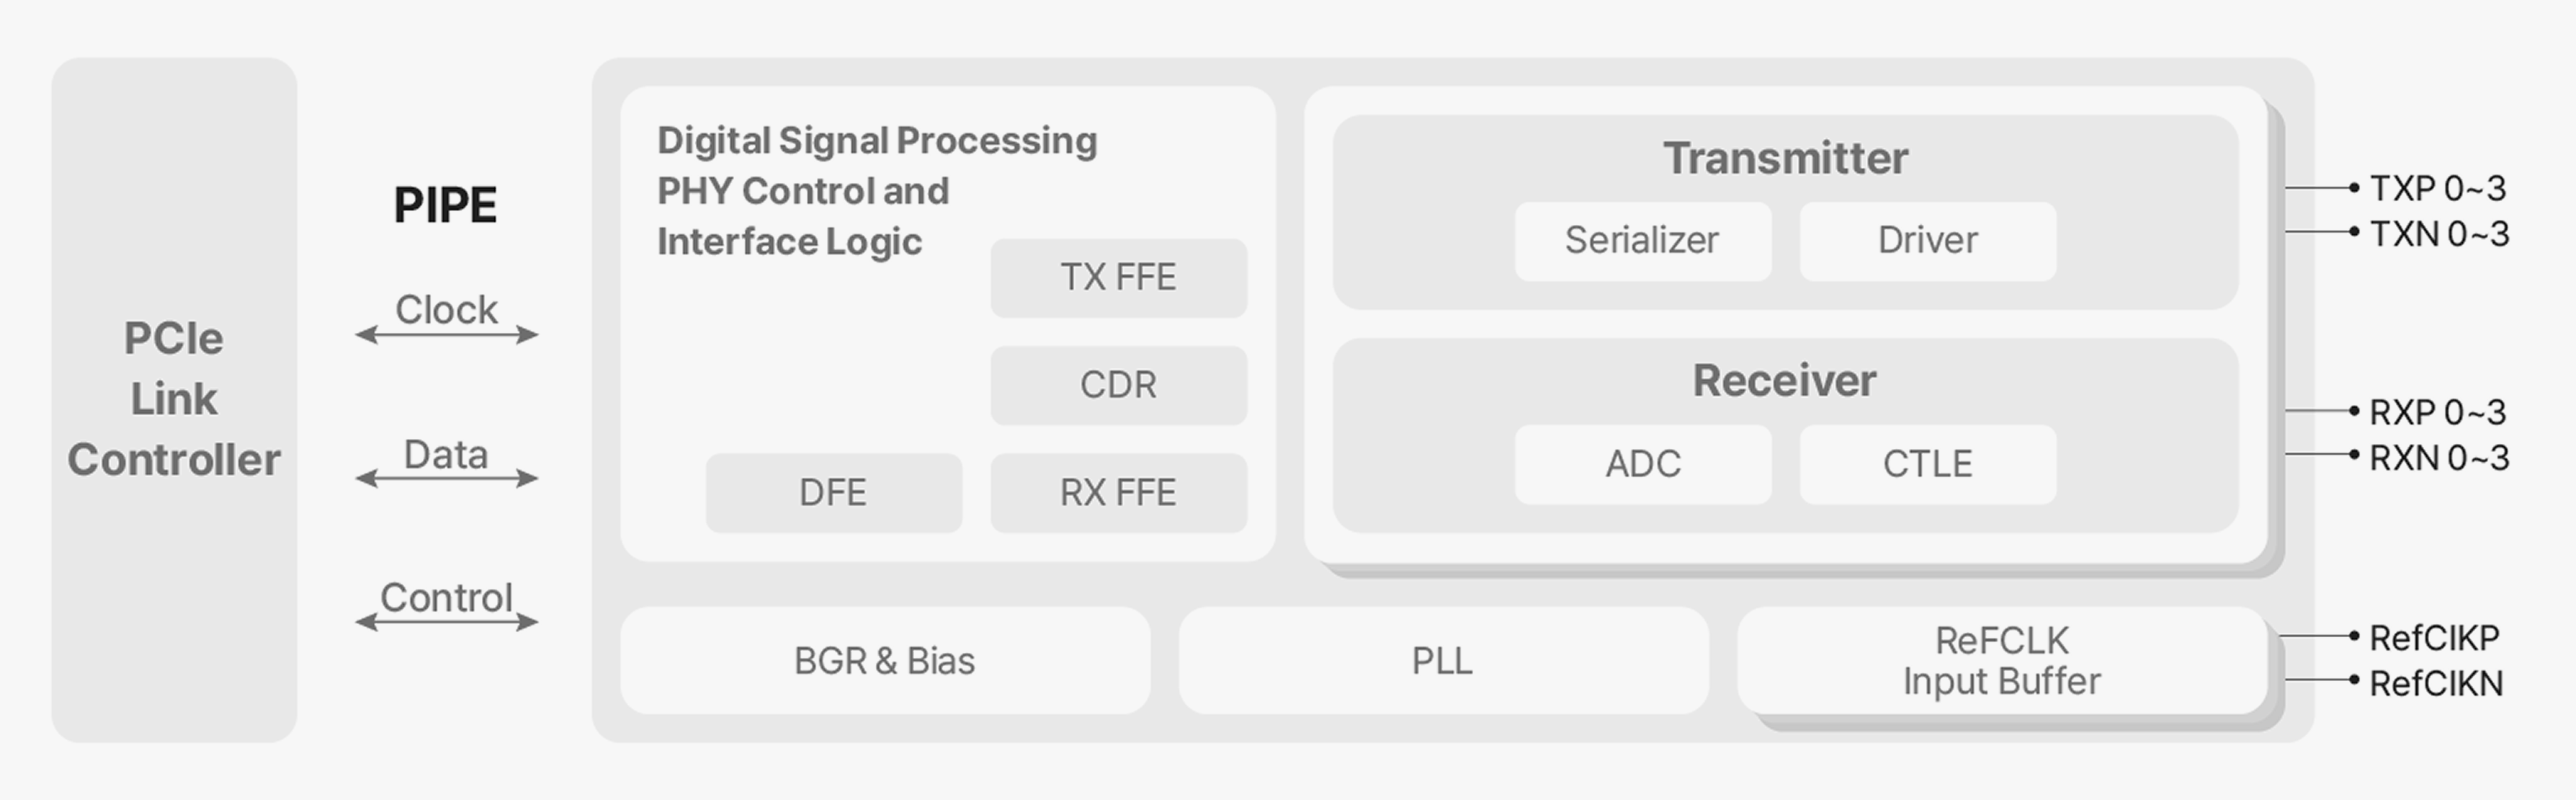 PCIe
Link
Controller
PIPE
Clock
Data
Control
Digital Signal Processing
PHY Control and
Interface Logic
TX FFE
CDR
DFE
RX FFE
Transmitter
Serializer
Driver
Receiver
ADC
CTLE
BGR & Bias
PLL
ReFCLK
Input Buffer
TXP 0~3
TXN 0~3
RXP 0~3
RXN 0~3
RefClKP
RefClKN